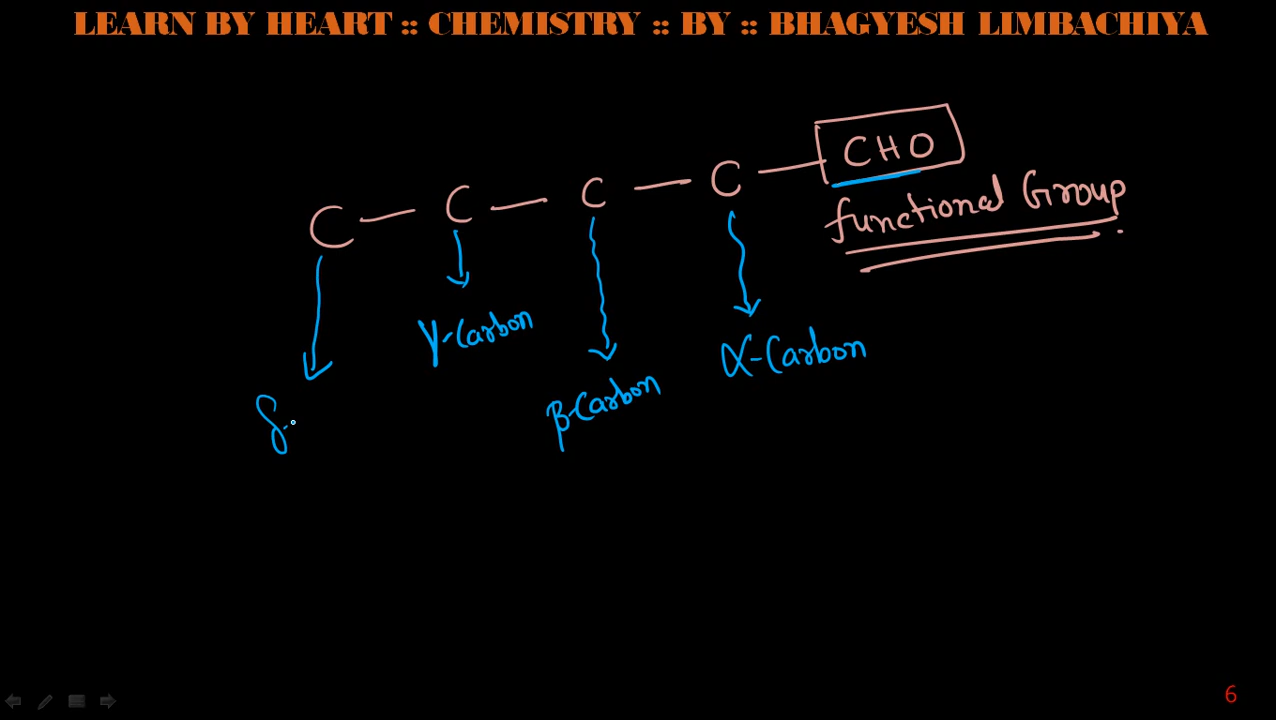 LEARN BY HEART :: CHEMISTRY :: BY :: BHAGYESH LIMBACHIYA
C — C — C — C — CHO
functional Group.
γ-Carbon
α-Carbon
β-Carbon
δ-
6